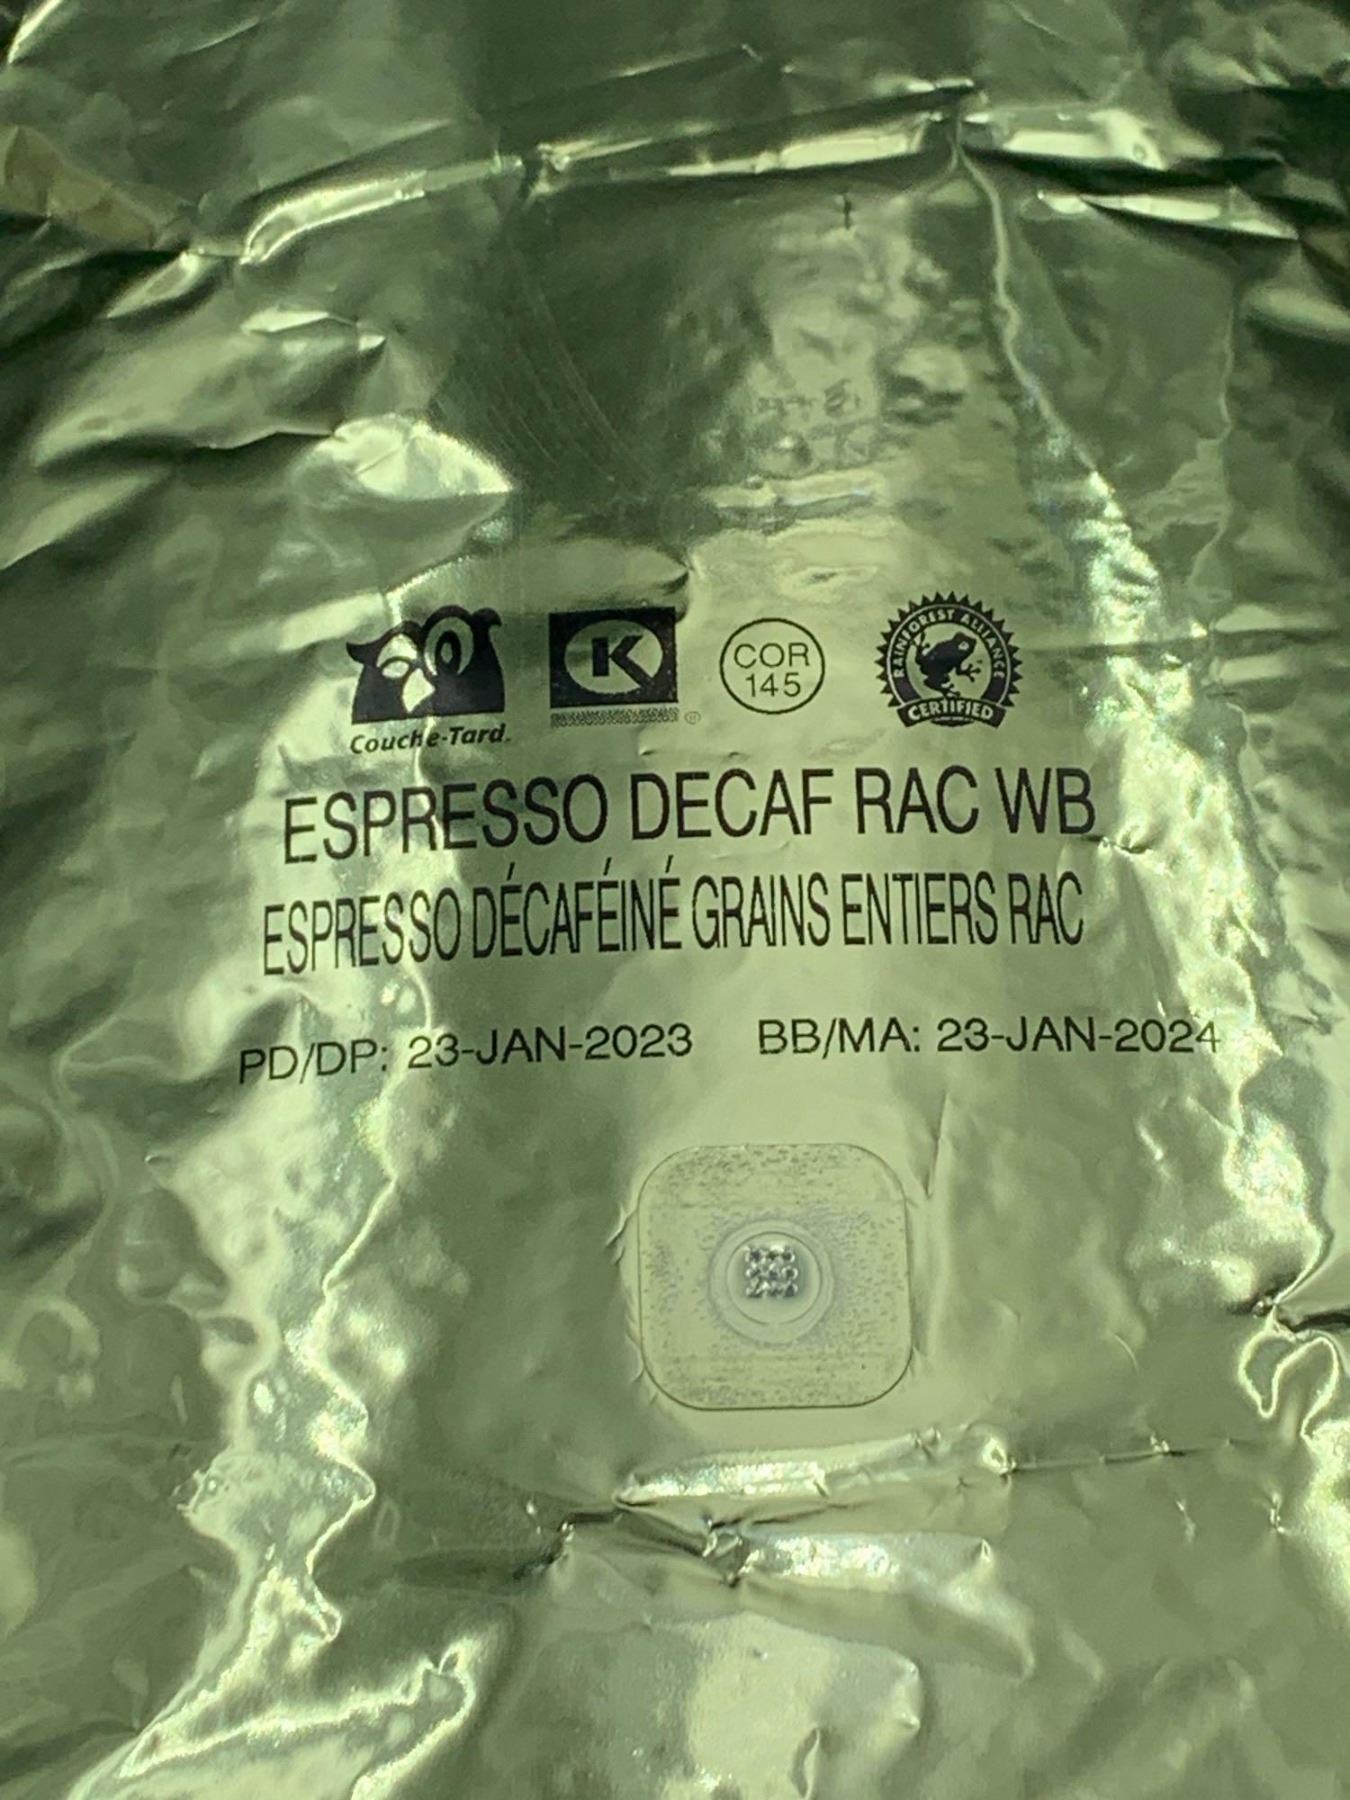 Couche-Tard.
K
COR
145
RAINFOREST ALLIANCE
CERTIFIED
ESPRESSO DECAF RAC WB
ESPRESSO DÉCAFÉINÉ GRAINS ENTIERS RAC
PD/DP: 23-JAN-2023 BB/MA: 23-JAN-2024